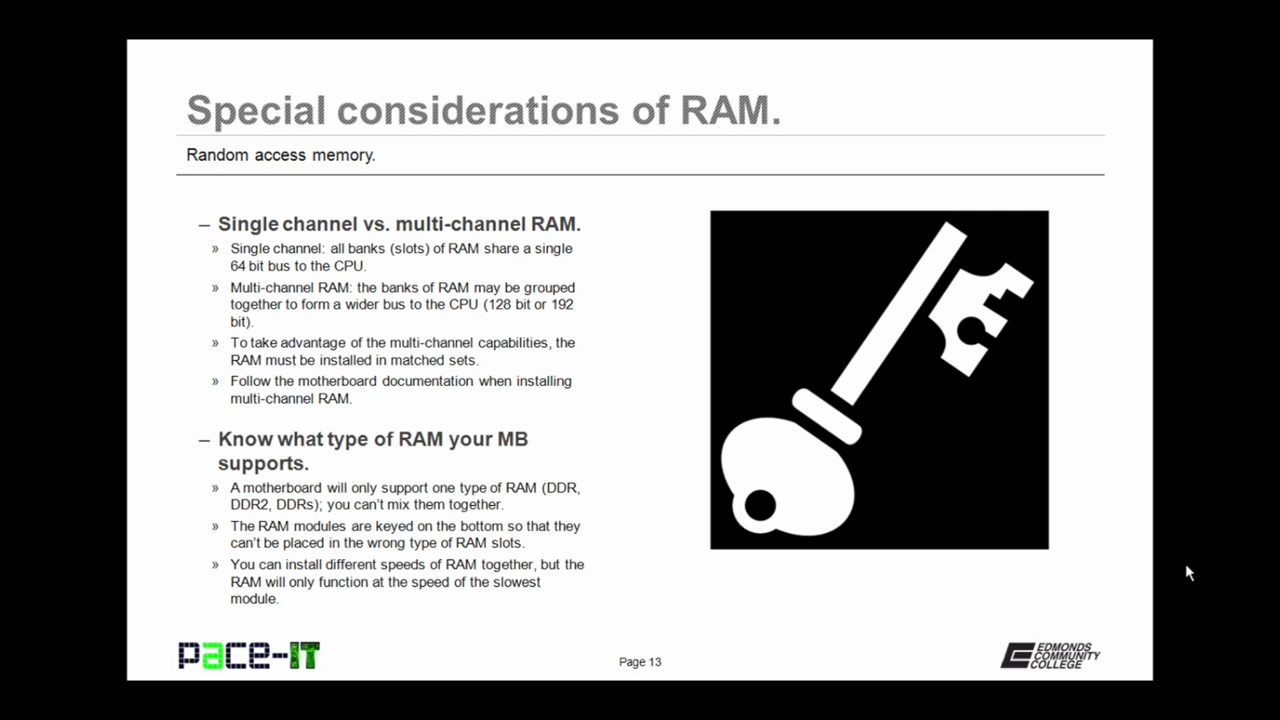 Special considerations of RAM.
Random access memory.
– Single channel vs. multi-channel RAM.
» Single channel: all banks (slots) of RAM share a single
64 bit bus to the CPU.
» Multi-channel RAM: the banks of RAM may be grouped
together to form a wider bus to the CPU (128 bit or 192
bit).
» To take advantage of the multi-channel capabilities, the
RAM must be installed in matched sets.
» Follow the motherboard documentation when installing
multi-channel RAM.
– Know what type of RAM your MB
supports.
» A motherboard will only support one type of RAM (DDR,
DDR2, DDRs); you can't mix them together.
» The RAM modules are keyed on the bottom so that they
can't be placed in the wrong type of RAM slots.
» You can install different speeds of RAM together, but the
RAM will only function at the speed of the slowest
module.
pace-IT
Page 13
EDMONDS
COMMUNITY
COLLEGE